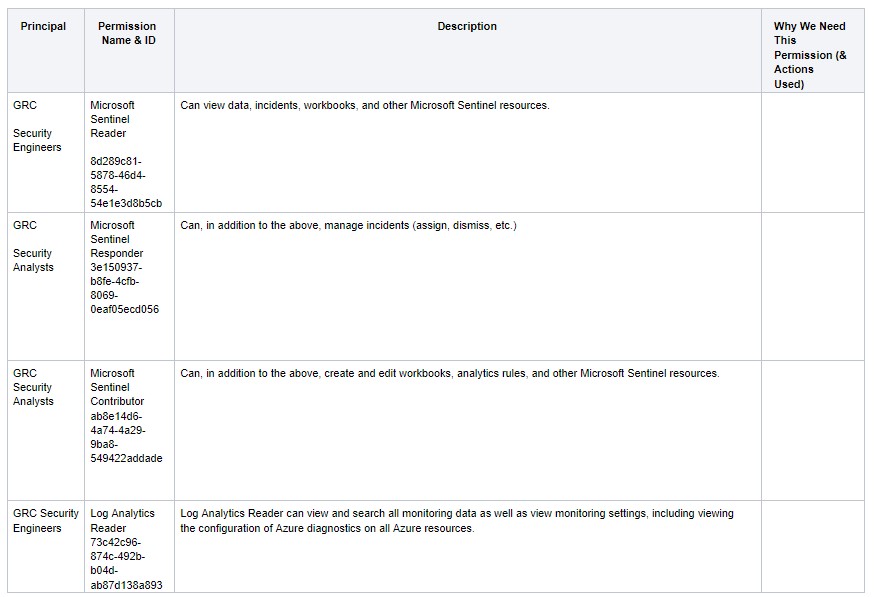 Principal
Permission
Name & ID
Description
Why We Need
This
Permission (&
Actions
Used)
GRC
Security
Engineers
Microsoft
Sentinel
Reader
8d289c81-
5878-46d4-
8554-
54e1e3d8b5cb
Can view data, incidents, workbooks, and other Microsoft Sentinel resources.
GRC
Security
Analysts
Microsoft
Sentinel
Responder
3e150937-
b8fe-4cfb-
8069-
0eaf05ecd056
Can, in addition to the above, manage incidents (assign, dismiss, etc.)
GRC
Security
Analysts
Microsoft
Sentinel
Contributor
ab8e14d6-
4a74-4a29-
9ba8-
549422addade
Can, in addition to the above, create and edit workbooks, analytics rules, and other Microsoft Sentinel resources.
GRC Security
Engineers
Log Analytics
Reader
73c42c96-
874c-492b-
b04d-
ab87d138a893
Log Analytics Reader can view and search all monitoring data as well as view monitoring settings, including viewing
the configuration of Azure diagnostics on all Azure resources.